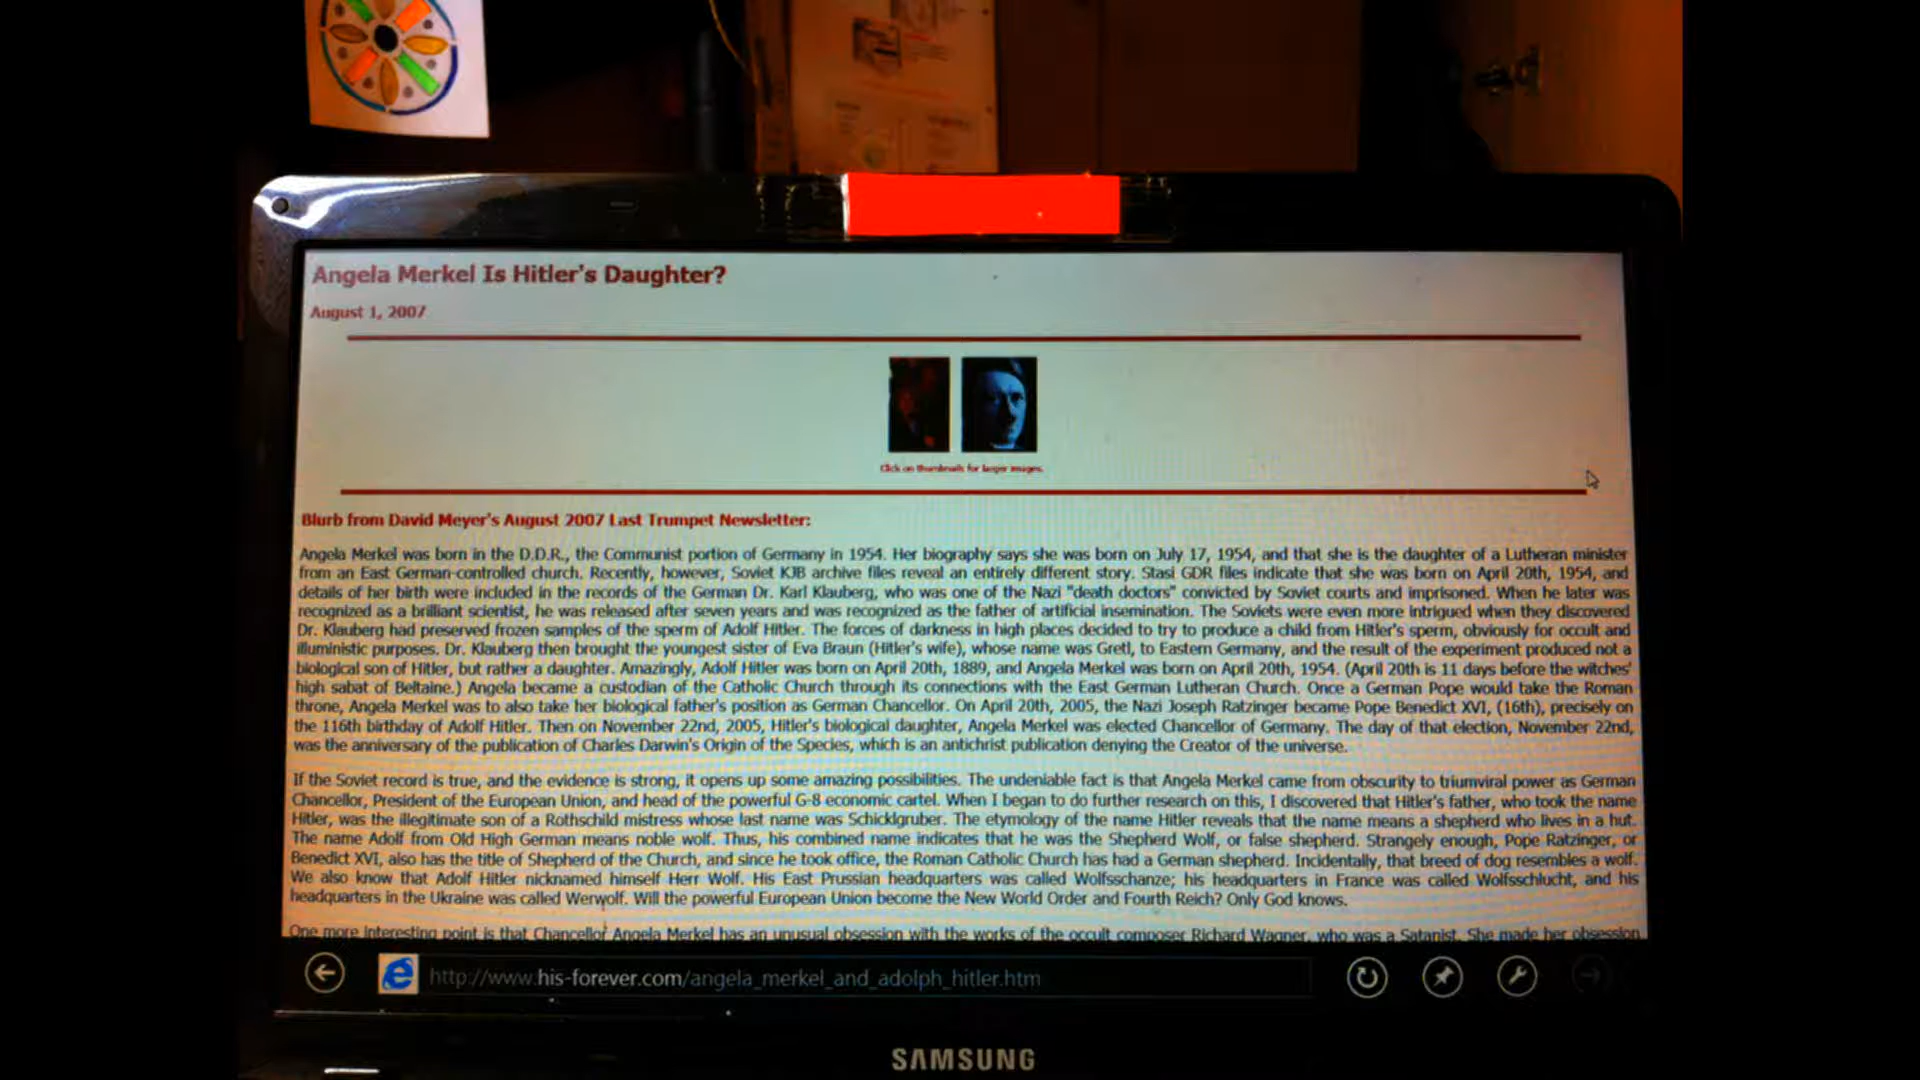 Angela Merkel Is Hitler's Daughter?
August 1, 2007
Click on thumbnails for larger images.
Blurb from David Meyer's August 2007 Last Trumpet Newsletter:
Angela Merkel was born in the D.D.R., the Communist portion of Germany in 1954. Her biography says she was born on July 17, 1954, and that she is the daughter of a Lutheran minister
from an East German-controlled church. Recently, however, Soviet KJB archive files reveal an entirely different story. Stasi GDR files indicate that she was born on April 20th, 1954, and
details of her birth were included in the records of the German Dr. Karl Klauberg, who was one of the Nazi "death doctors" convicted by Soviet courts and imprisoned. When he later was
recognized as a brilliant scientist, he was released after seven years and was recognized as the father of artificial insemination. The Soviets were even more intrigued when they discovered
Dr. Klauberg had preserved frozen samples of the sperm of Adolf Hitler. The forces of darkness in high places decided to try to produce a child from Hitler's sperm, obviously for occult and
illuministic purposes. Dr. Klauberg then brought the youngest sister of Eva Braun (Hitler's wife), whose name was Gretl, to Eastern Germany, and the result of the experiment produced not a
biological son of Hitler, but rather a daughter. Amazingly, Adolf Hitler was born on April 20th, 1889, and Angela Merkel was born on April 20th, 1954. (April 20th is 11 days before the witches'
high sabat of Beltaine.) Angela became a custodian of the Catholic Church through its connections with the East German Lutheran Church. Once a German Pope would take the Roman
throne, Angela Merkel was to also take her biological father's position as German Chancellor. On April 20th, 2005, the Nazi Joseph Ratzinger became Pope Benedict XVI, (16th), precisely on
the 116th birthday of Adolf Hitler. Then on November 22nd, 2005, Hitler's biological daughter, Angela Merkel was elected Chancellor of Germany. The day of that election, November 22nd,
was the anniversary of the publication of Charles Darwin's Origin of the Species, which is an antichrist publication denying the Creator of the universe.
If the Soviet record is true, and the evidence is strong, it opens up some amazing possibilities. The undeniable fact is that Angela Merkel came from obscurity to triumviral power as German
Chancellor, President of the European Union, and head of the powerful G-8 economic cartel. When I began to do further research on this, I discovered that Hitler's father, who took the name
Hitler, was the illegitimate son of a Rothschild mistress whose last name was Schicklgruber. The etymology of the name Hitler reveals that the name means a shepherd who lives in a hut.
The name Adolf from Old High German means noble wolf. Thus, his combined name indicates that he was the Shepherd Wolf, or false shepherd. Strangely enough, Pope Ratzinger, or
Benedict XVI, also has the title of Shepherd of the Church, and since he took office, the Roman Catholic Church has had a German shepherd. Incidentally, that breed of dog resembles a wolf.
We also know that Adolf Hitler nicknamed himself Herr Wolf. His East Prussian headquarters was called Wolfsschanze; his headquarters in France was called Wolfsschlucht, and his
headquarters in the Ukraine was called Werwolf. Will the powerful European Union become the New World Order and Fourth Reich? Only God knows.
One more interesting point is that Chancellor Angela Merkel has an unusual obsession with the works of the occult composer Richard Wagner, who was a Satanist. She made her obsession
http://www.his-forever.com/angela_merkel_and_adolph_hitler.htm
SAMSUNG